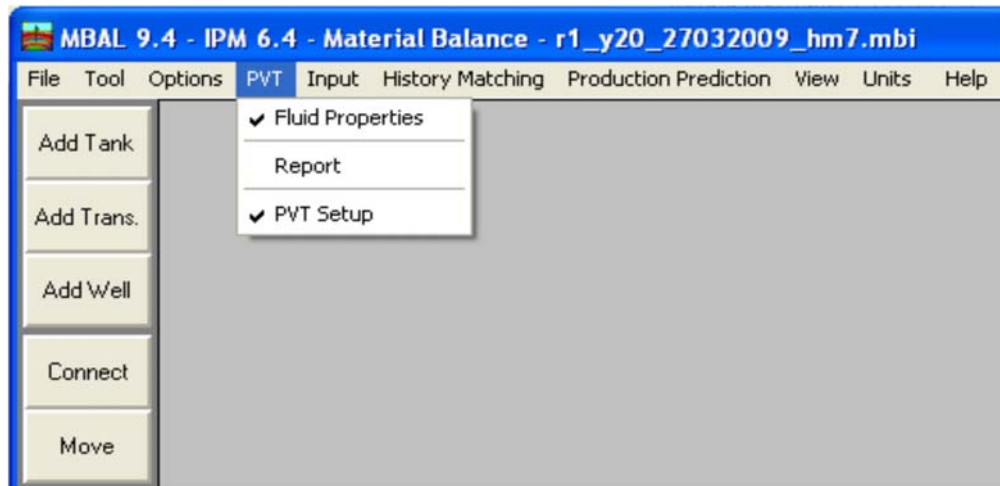 MBAL 9.4 - IPM 6.4 - Material Balance - r1_y20_27032009_hm7.mbi
File Tool Options PVT Input History Matching Production Prediction View Units Help
Fluid Properties
Report
PVT Setup
Add Tank
Add Trans.
Add Well
Connect
Move